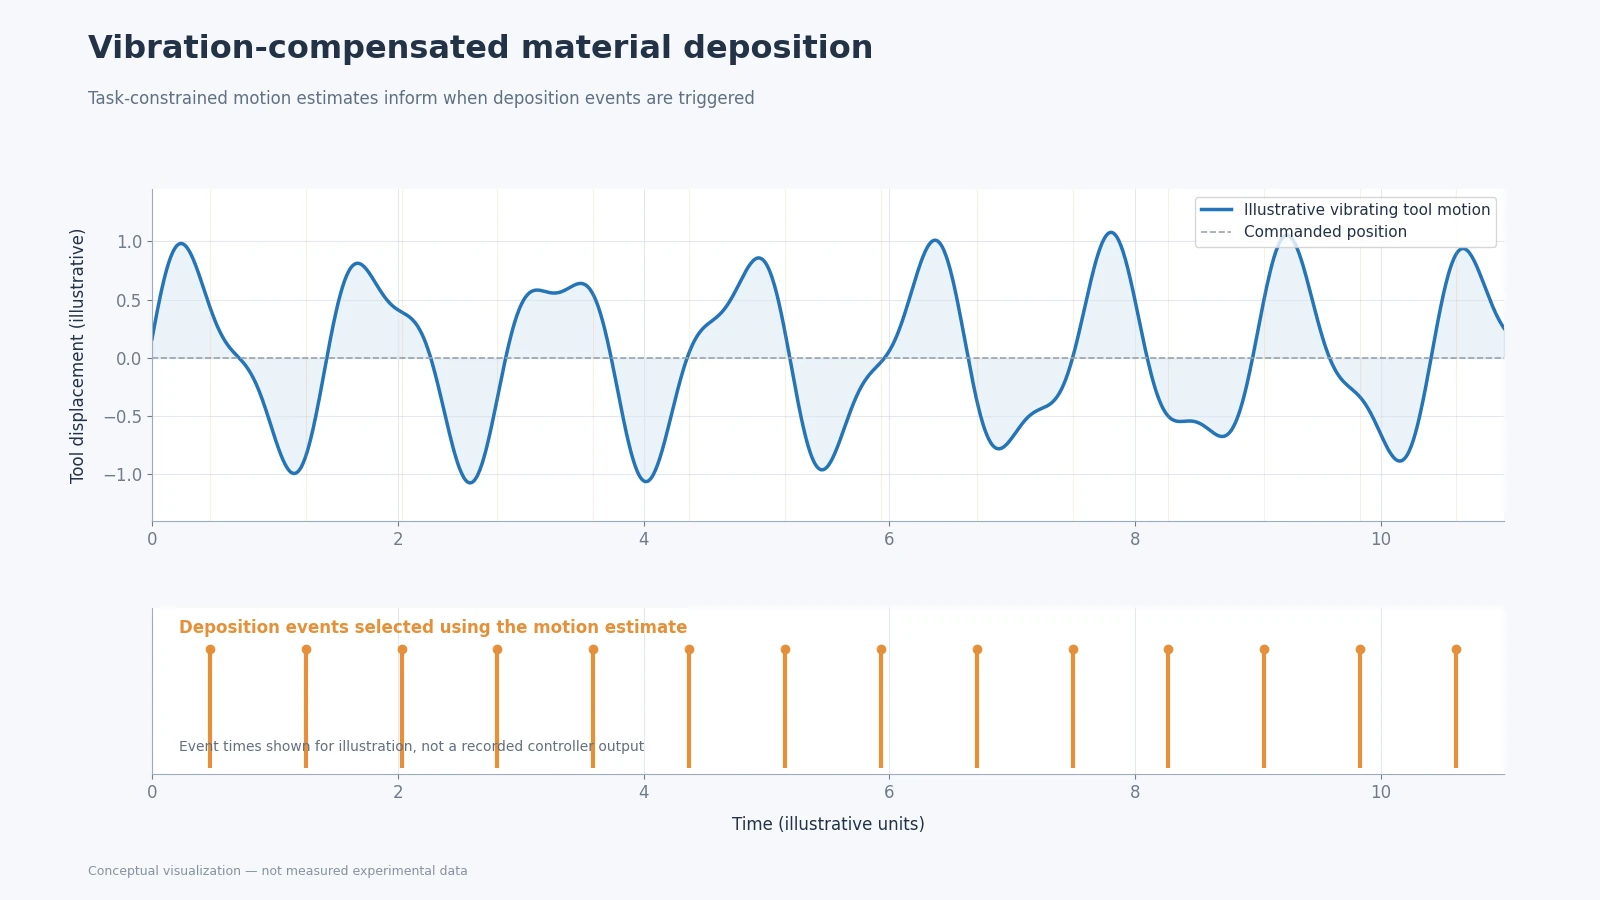 Vibration-compensated material deposition
Task-constrained motion estimates inform when deposition events are triggered
Tool displacement (illustrative)
Illustrative vibrating tool motion
Commanded position
1.0
0.5
0.0
−0.5
−1.0
0 2 4 6 8 10
Deposition events selected using the motion estimate
Event times shown for illustration, not a recorded controller output
0 2 4 6 8 10
Time (illustrative units)
Conceptual visualization — not measured experimental data